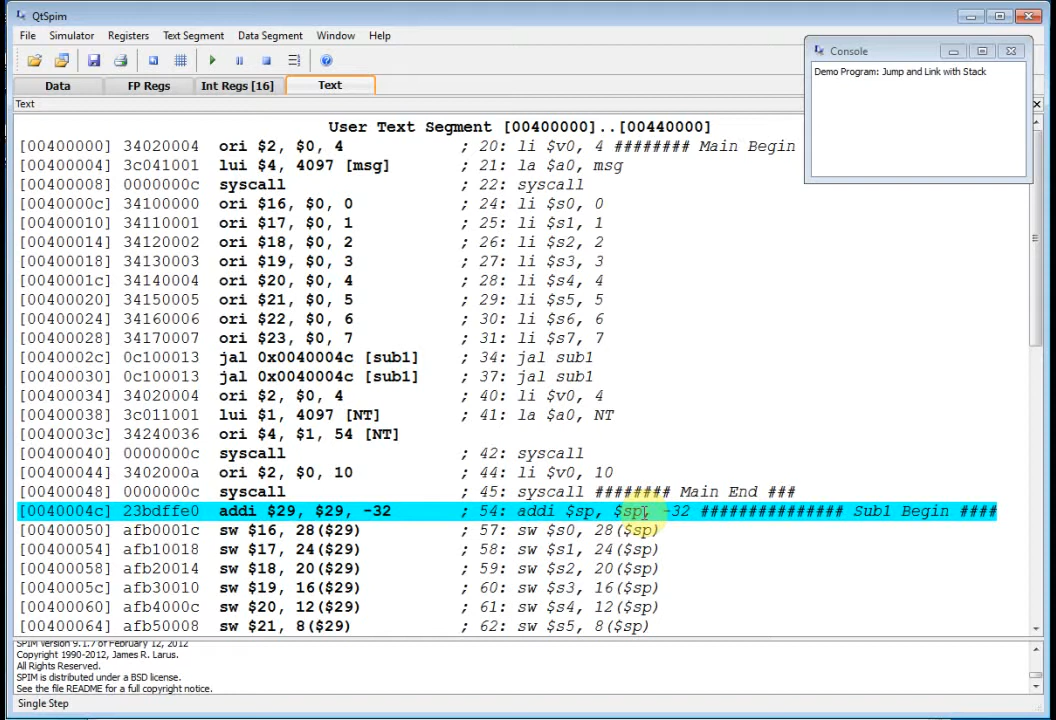 QtSpim
File Simulator Registers Text Segment Data Segment Window Help
Console
Demo Program: Jump and Link with Stack
Data FP Regs Int Regs [16] Text
Text
User Text Segment [00400000]..[00440000]
[00400000] 34020004 ori $2, $0, 4 ; 20: li $v0, 4 ######## Main Begin
[00400004] 3c041001 lui $4, 4097 [msg] ; 21: la $a0, msg
[00400008] 0000000c syscall ; 22: syscall
[0040000c] 34100000 ori $16, $0, 0 ; 24: li $s0, 0
[00400010] 34110001 ori $17, $0, 1 ; 25: li $s1, 1
[00400014] 34120002 ori $18, $0, 2 ; 26: li $s2, 2
[00400018] 34130003 ori $19, $0, 3 ; 27: li $s3, 3
[0040001c] 34140004 ori $20, $0, 4 ; 28: li $s4, 4
[00400020] 34150005 ori $21, $0, 5 ; 29: li $s5, 5
[00400024] 34160006 ori $22, $0, 6 ; 30: li $s6, 6
[00400028] 34170007 ori $23, $0, 7 ; 31: li $s7, 7
[0040002c] 0c100013 jal 0x0040004c [sub1] ; 34: jal sub1
[00400030] 0c100013 jal 0x0040004c [sub1] ; 37: jal sub1
[00400034] 34020004 ori $2, $0, 4 ; 40: li $v0, 4
[00400038] 3c011001 lui $1, 4097 [NT] ; 41: la $a0, NT
[0040003c] 34240036 ori $4, $1, 54 [NT]
[00400040] 0000000c syscall ; 42: syscall
[00400044] 3402000a ori $2, $0, 10 ; 44: li $v0, 10
[00400048] 0000000c syscall ; 45: syscall ######## Main End ###
[0040004c] 23bdffe0 addi $29, $29, -32 ; 54: addi $sp, $sp, -32 ############### Sub1 Begin ####
[00400050] afb0001c sw $16, 28($29) ; 57: sw $s0, 28($sp)
[00400054] afb10018 sw $17, 24($29) ; 58: sw $s1, 24($sp)
[00400058] afb20014 sw $18, 20($29) ; 59: sw $s2, 20($sp)
[0040005c] afb30010 sw $19, 16($29) ; 60: sw $s3, 16($sp)
[00400060] afb4000c sw $20, 12($29) ; 61: sw $s4, 12($sp)
[00400064] afb50008 sw $21, 8($29) ; 62: sw $s5, 8($sp)
SPIM Version 9.1.7 of February 12, 2012
Copyright 1990-2012, James R. Larus.
All Rights Reserved.
SPIM is distributed under a BSD license.
See the file README for a full copyright notice.
Single Step